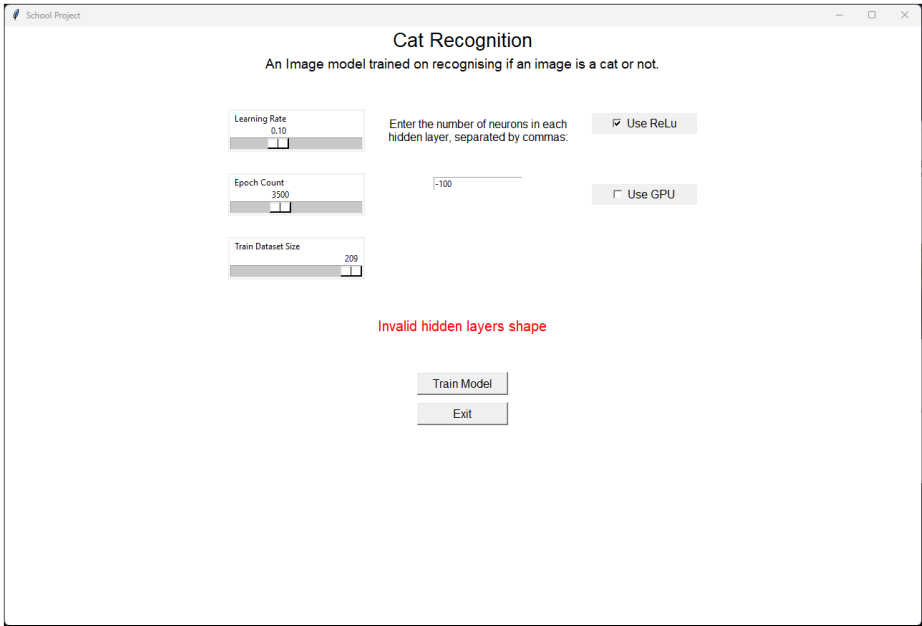 School Project
Cat Recognition
An Image model trained on recognising if an image is a cat or not.
Learning Rate
0.10
Enter the number of neurons in each
hidden layer, separated by commas:
Use ReLu
Epoch Count
3500
-100
Use GPU
Train Dataset Size
209
Invalid hidden layers shape
Train Model
Exit